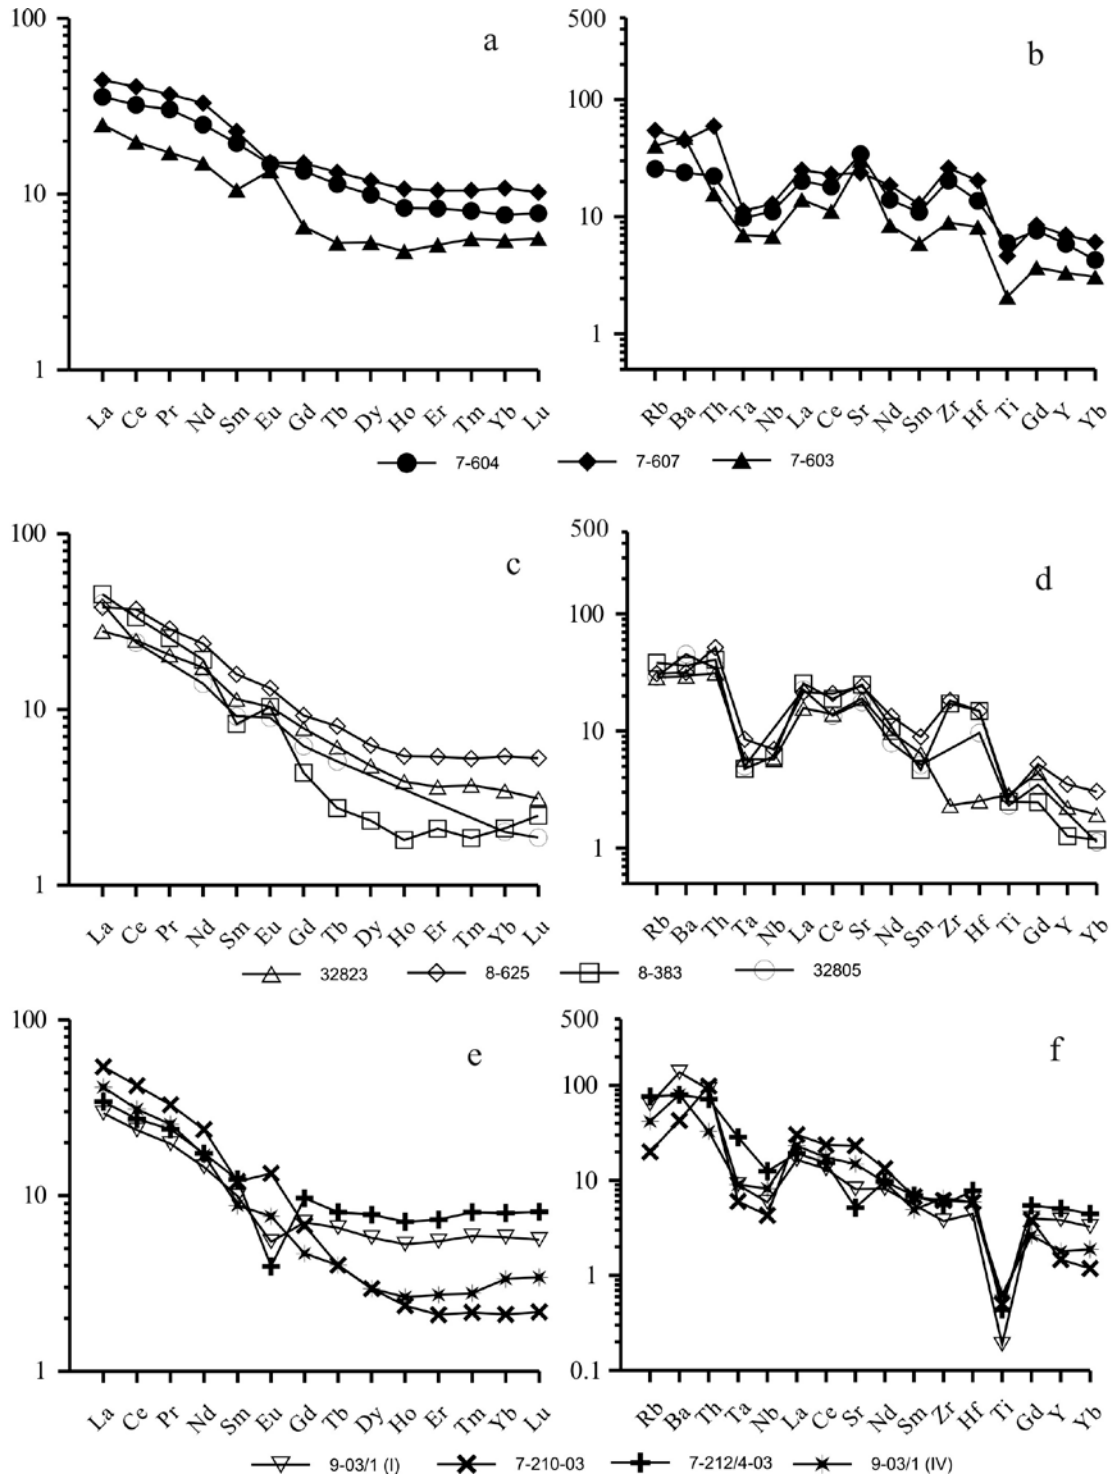 100
a
10
1
La Ce Pr Nd Sm Eu Gd Tb Dy Ho Er Tm Yb Lu
500
b
100
10
1
Rb Ba Th Ta Nb La Ce Sr Nd Sm Zr Hf Ti Gd Y Yb
7-604 7-607 7-603
100
c
10
1
La Ce Pr Nd Sm Eu Gd Tb Dy Ho Er Tm Yb Lu
500
d
100
10
1
Rb Ba Th Ta Nb La Ce Sr Nd Sm Zr Hf Ti Gd Y Yb
32823 8-625 8-383 32805
100
e
10
1
La Ce Pr Nd Sm Eu Gd Tb Dy Ho Er Tm Yb Lu
500
f
100
10
1
0.1
Rb Ba Th Ta Nb La Ce Sr Nd Sm Zr Hf Ti Gd Y Yb
9-03/1 (I) 7-210-03 7-212/4-03 9-03/1 (IV)